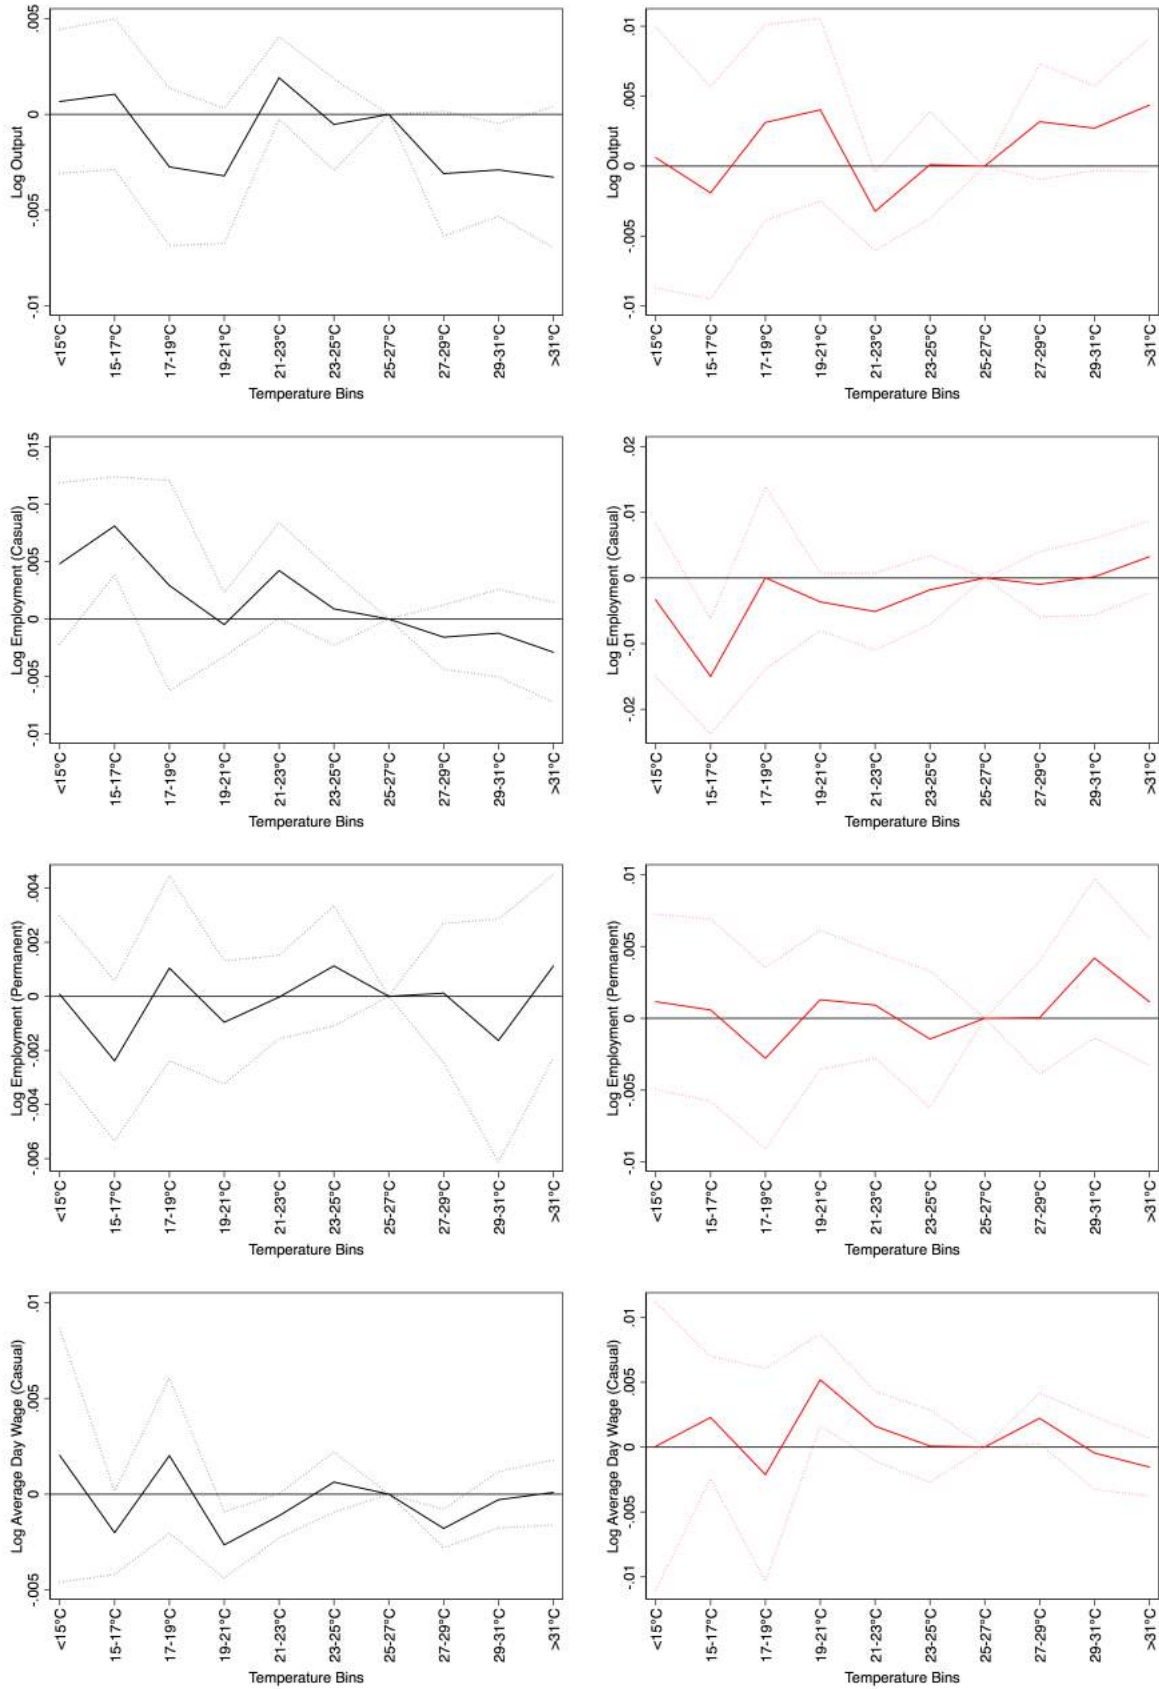 Log Output
.005
0
-.005
-.01
<15°C
15-17°C
17-19°C
19-21°C
21-23°C
23-25°C
25-27°C
27-29°C
29-31°C
>31°C
Temperature Bins
Log Output
.01
.005
0
-.005
-.01
<15°C
15-17°C
17-19°C
19-21°C
21-23°C
23-25°C
25-27°C
27-29°C
29-31°C
>31°C
Temperature Bins
Log Employment (Casual)
.015
.01
.005
0
-.005
-.01
<15°C
15-17°C
17-19°C
19-21°C
21-23°C
23-25°C
25-27°C
27-29°C
29-31°C
>31°C
Temperature Bins
Log Employment (Casual)
.02
.01
0
-.01
-.02
<15°C
15-17°C
17-19°C
19-21°C
21-23°C
23-25°C
25-27°C
27-29°C
29-31°C
>31°C
Temperature Bins
Log Employment (Permanent)
.004
.002
0
-.002
-.004
-.006
<15°C
15-17°C
17-19°C
19-21°C
21-23°C
23-25°C
25-27°C
27-29°C
29-31°C
>31°C
Temperature Bins
Log Employment (Permanent)
.01
.005
0
-.005
-.01
<15°C
15-17°C
17-19°C
19-21°C
21-23°C
23-25°C
25-27°C
27-29°C
29-31°C
>31°C
Temperature Bins
Log Average Day Wage (Casual)
.01
.005
0
-.005
<15°C
15-17°C
17-19°C
19-21°C
21-23°C
23-25°C
25-27°C
27-29°C
29-31°C
>31°C
Temperature Bins
Log Average Day Wage (Casual)
.01
.005
0
-.005
-.01
<15°C
15-17°C
17-19°C
19-21°C
21-23°C
23-25°C
25-27°C
27-29°C
29-31°C
>31°C
Temperature Bins